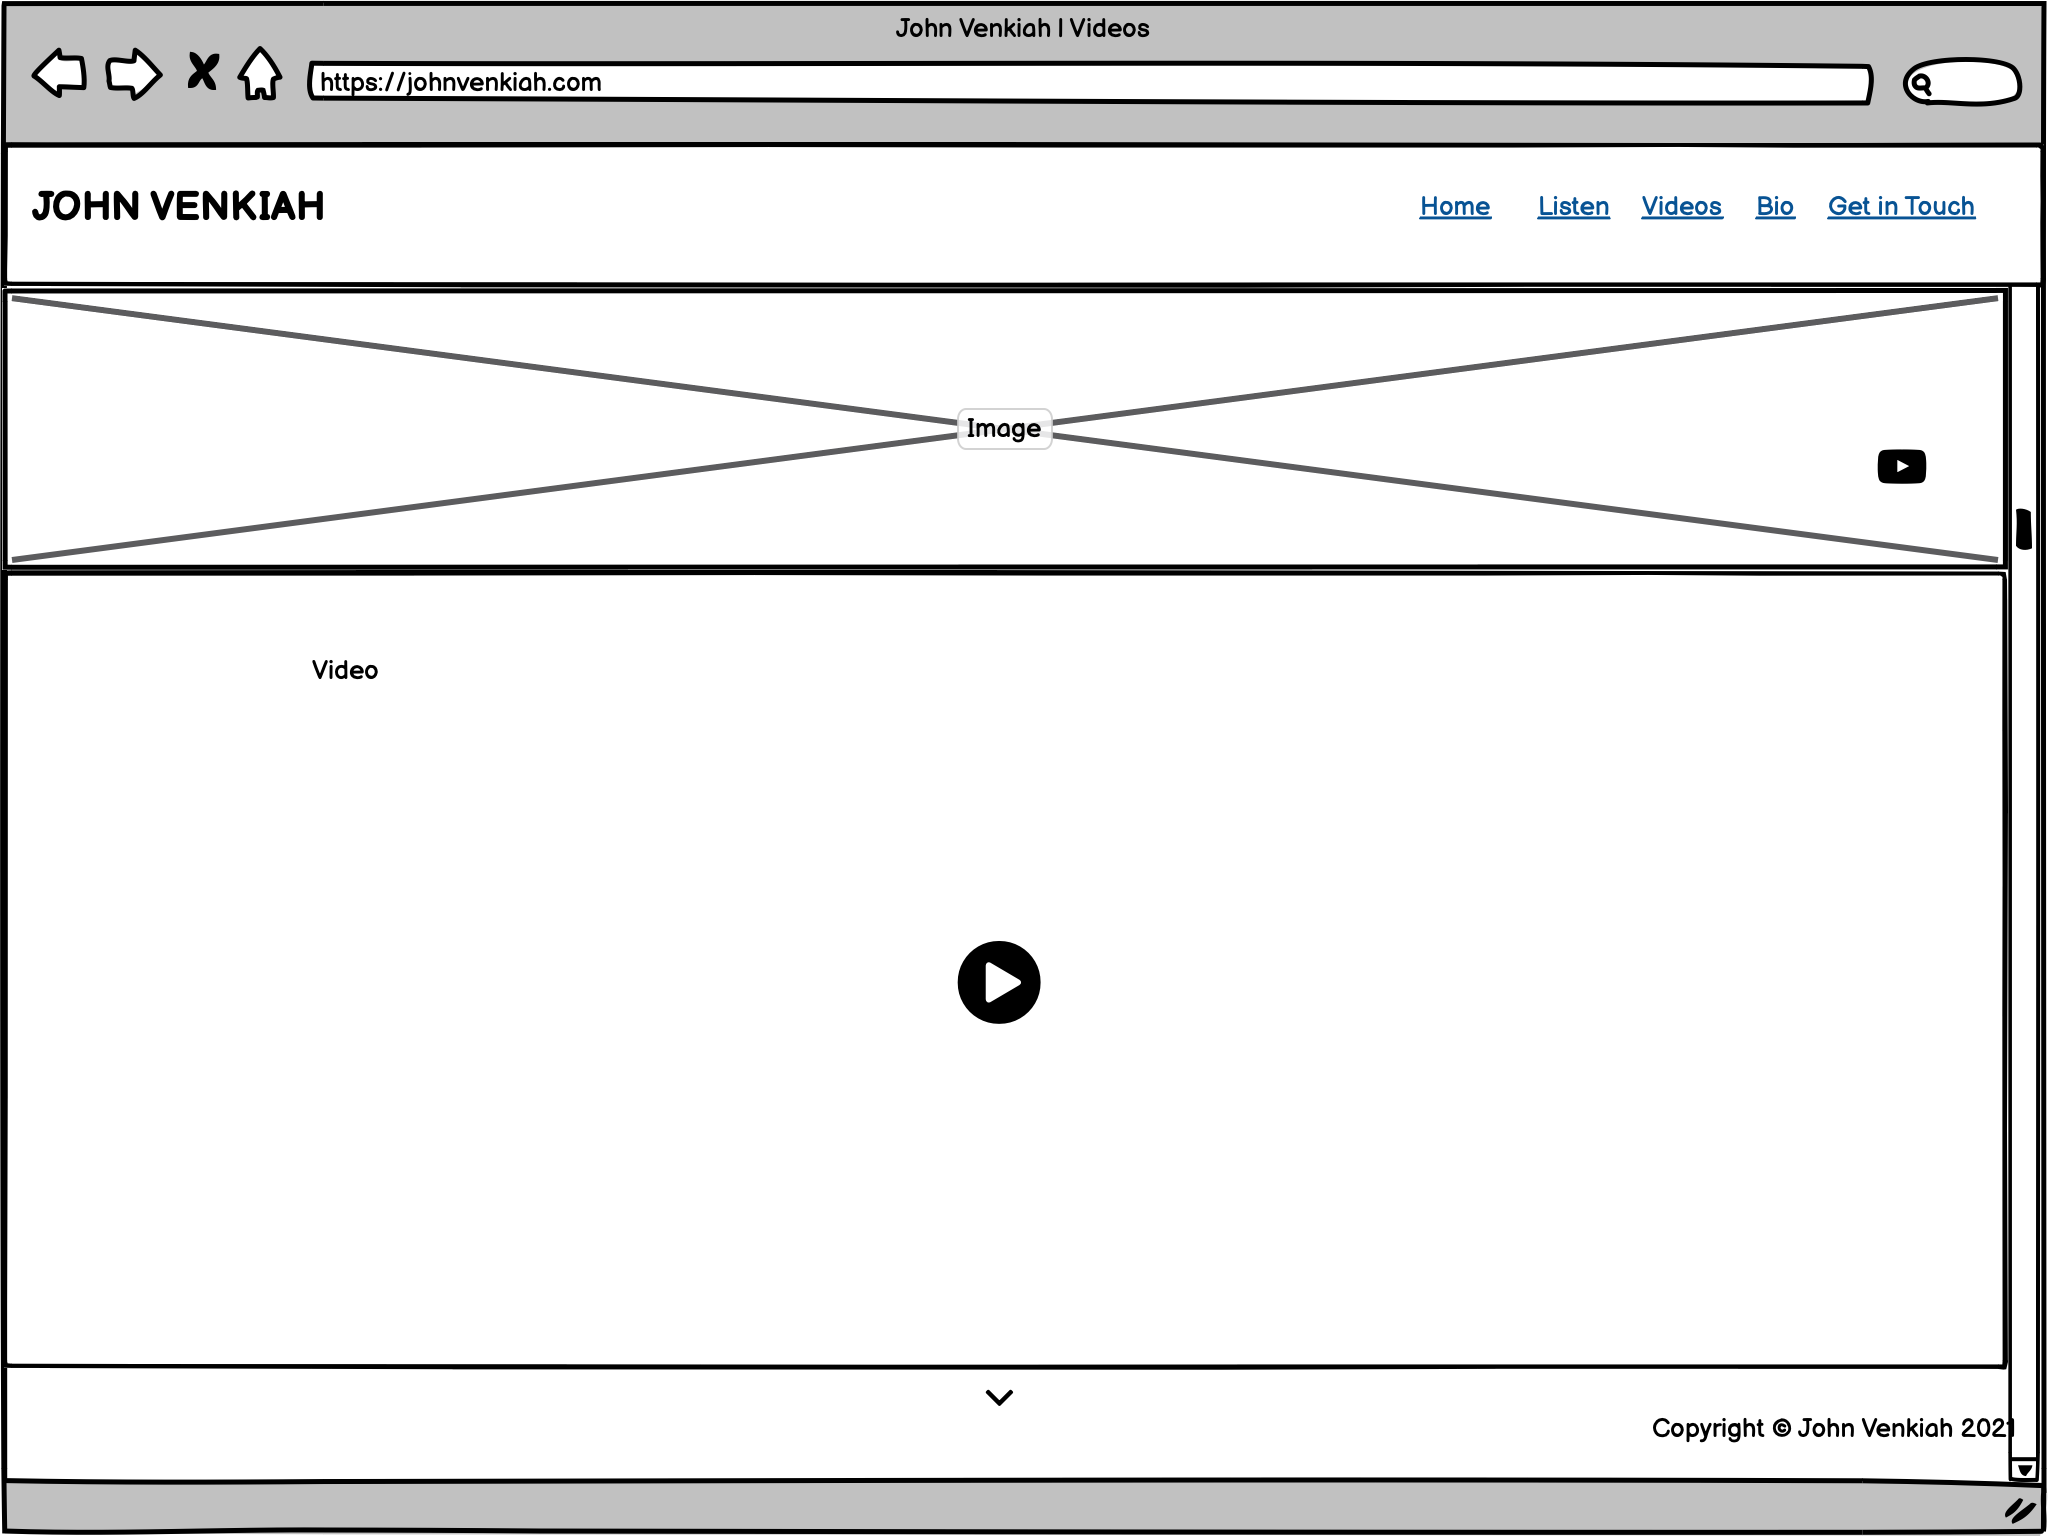 John Venkiah | Videos
https://johnvenkiah.com
JOHN VENKIAH
Home Listen Videos Bio Get in Touch
Image
Video
Copyright © John Venkiah 2021